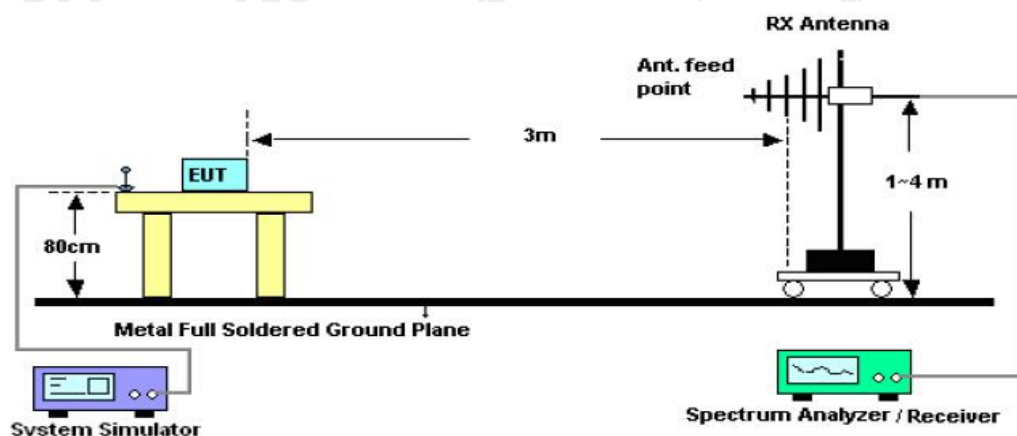 RX Antenna
Ant. feed
point
3m
EUT
1~4 m
80cm
Metal Full Soldered Ground Plane
System Simulator
Spectrum Analyzer / Receiver